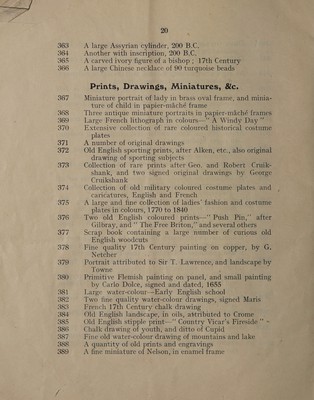 20
363 A large Assyrian cylinder, 200 B.C.
364 Another with inscription, 200 B.C.
365 A carved ivory figure of a bishop ; 17th Century
366 A large Chinese necklace of 90 turquoise beads
Prints, Drawings, Miniatures, &c.
367 Miniature portrait of lady in brass oval frame, and minia-
ture of child in papier-mâché frame
368 Three antique miniature portraits in papier-mâché frames
369 Large French lithograph in colours—" A Windy Day "
370 Extensive collection of rare coloured historical costume
plates
371 A number of original drawings
372 Old English sporting prints, after Alken, etc., also original
drawing of sporting subjects
373 Collection of rare prints after Geo. and Robert Cruik-
shank, and two signed original drawings by George
Cruikshank
374 Collection of old military coloured costume plates and
caricatures, English and French
375 A large and fine collection of ladies' fashion and costume
plates in colours, 1770 to 1840
376 Two old English coloured prints—" Push Pin," after
Gilbray, and " The Free Briton," and several others
377 Scrap book containing a large number of curious old
English woodcuts
378 Fine quality 17th Century painting on copper, by G.
Netcher
379 Portrait attributed to Sir T. Lawrence, and landscape by
Towne
380 Primitive Flemish painting on panel, and small painting
by Carlo Dolce, signed and dated, 1655
381 Large water-colour—Early English school
382 Two fine quality water-colour drawings, signed Maris
383 French 17th Century chalk drawing
384 Old English landscape, in oils, attributed to Crome
385 Old English stipple print—" Country Vicar's Fireside "
386 Chalk drawing of youth, and ditto of Cupid
387 Fine old water-colour drawing of mountains and lake
388 A quantity of old prints and engravings
389 A fine miniature of Nelson, in enamel frame